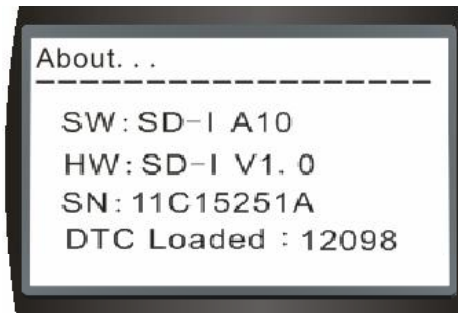 About. . .
SW:SD-I A10
HW:SD-I V1. 0
SN:11C15251A
DTC Loaded : 12098